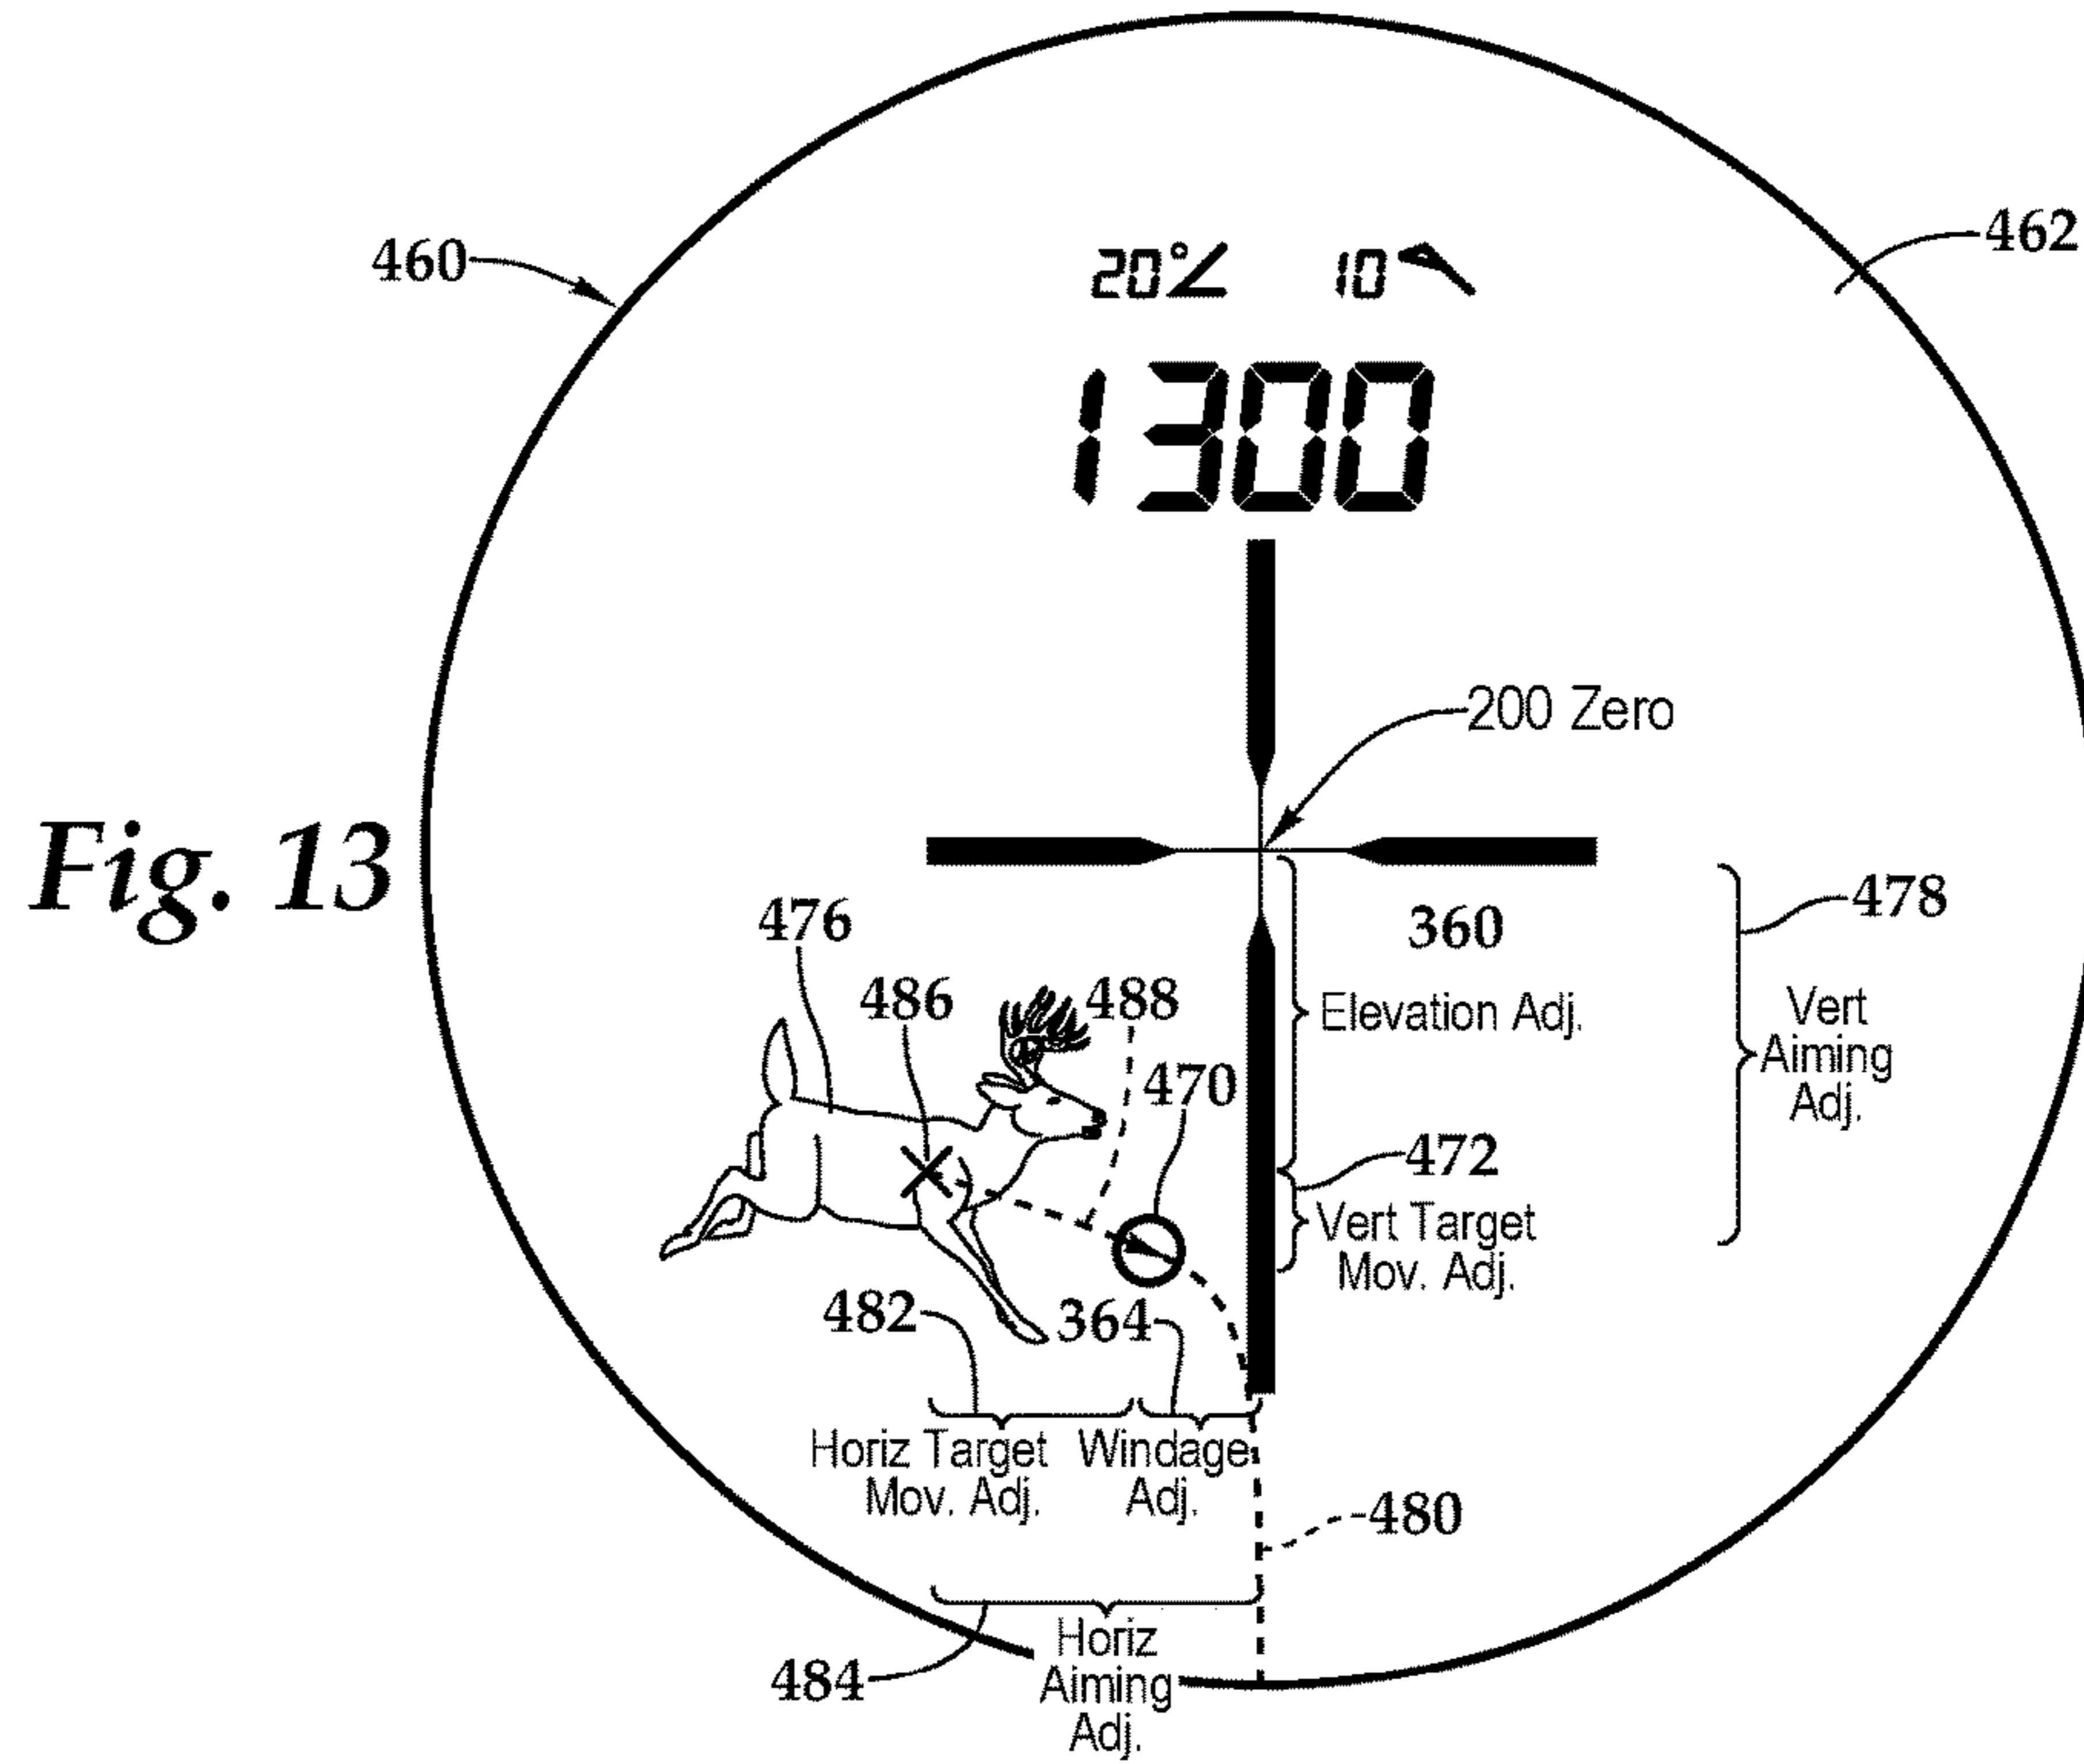 460
462
20°∠ 10
1300
200 Zero
Fig. 13
478
476
360
486
488
Elevation Adj.
Vert
Aiming
Adj.
470
472
Vert Target
Mov. Adj.
482
364
Horiz Target
Mov. Adj.
Windage
Adj.
480
484
Horiz
Aiming
Adj.